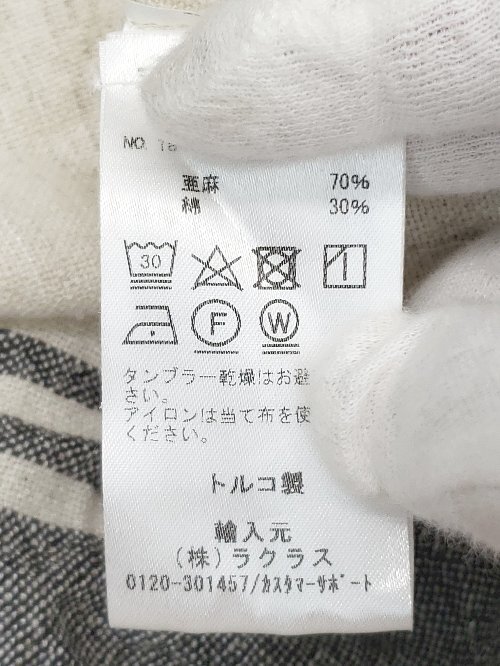 NO. 18
亜麻 70%
綿 30%
30
F W
タンブラー乾燥はお避
さい。
アイロンは当て布を使
ください。
トルコ製
輸入元
(株)ラクラス
0120-301457/ｶｽﾀﾏｰｻﾎﾟｰﾄ